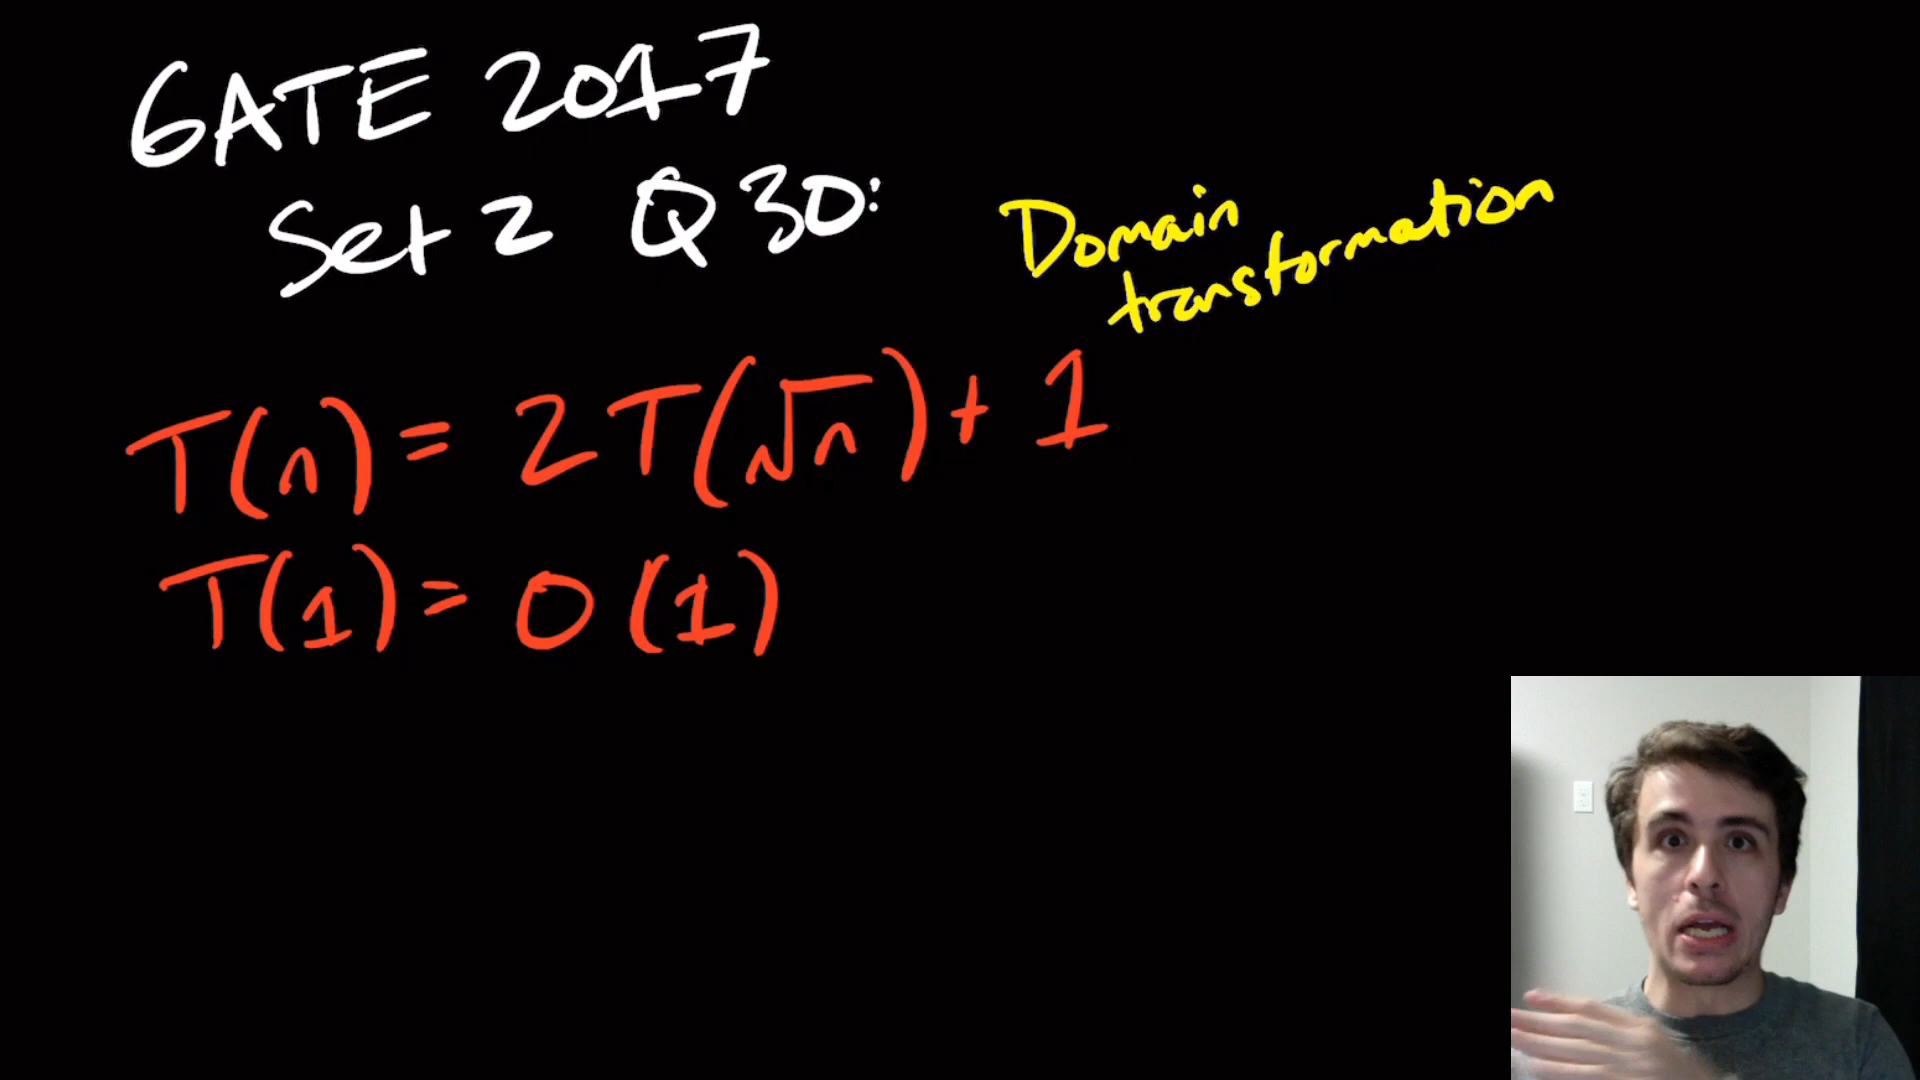 GATE 2017
Set 2 Q 30:
Domain
transformation
T(n) = 2T(√n) + 1
T(1) = O(1)